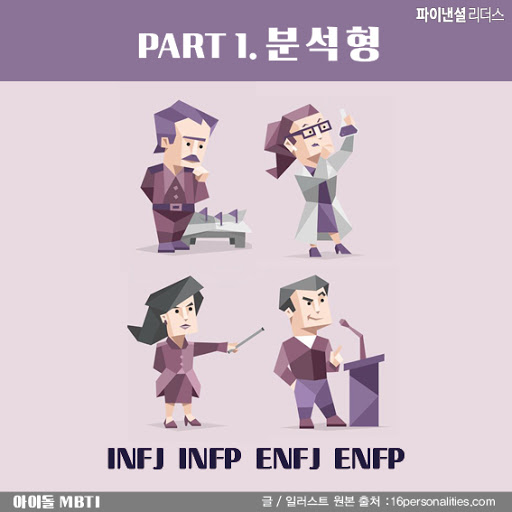 파이낸셜리더스
PART 1. 분석형
INFJ INFP ENFJ ENFP
아이돌 MBTI
글 / 일러스트 원본 출처 : 16personalities.com